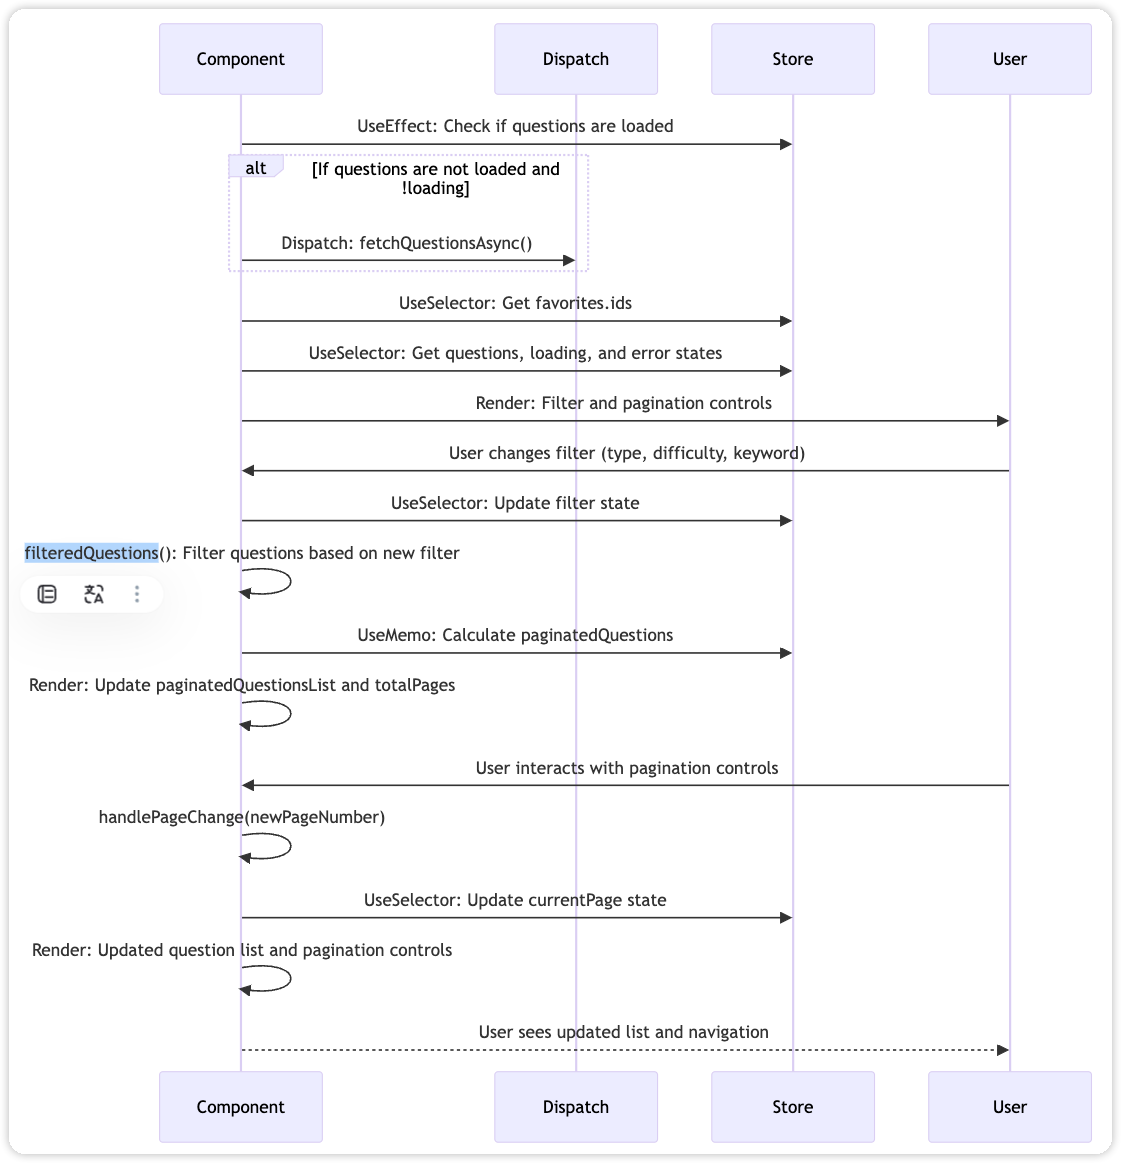 Component Dispatch Store User
UseEffect: Check if questions are loaded
alt
[If questions are not loaded and
!loading]
Dispatch: fetchQuestionsAsync()
UseSelector: Get favorites.ids
UseSelector: Get questions, loading, and error states
Render: Filter and pagination controls
User changes filter (type, difficulty, keyword)
UseSelector: Update filter state
filteredQuestions(): Filter questions based on new filter
UseMemo: Calculate paginatedQuestions
Render: Update paginatedQuestionsList and totalPages
User interacts with pagination controls
handlePageChange(newPageNumber)
UseSelector: Update currentPage state
Render: Updated question list and pagination controls
User sees updated list and navigation
Component Dispatch Store User